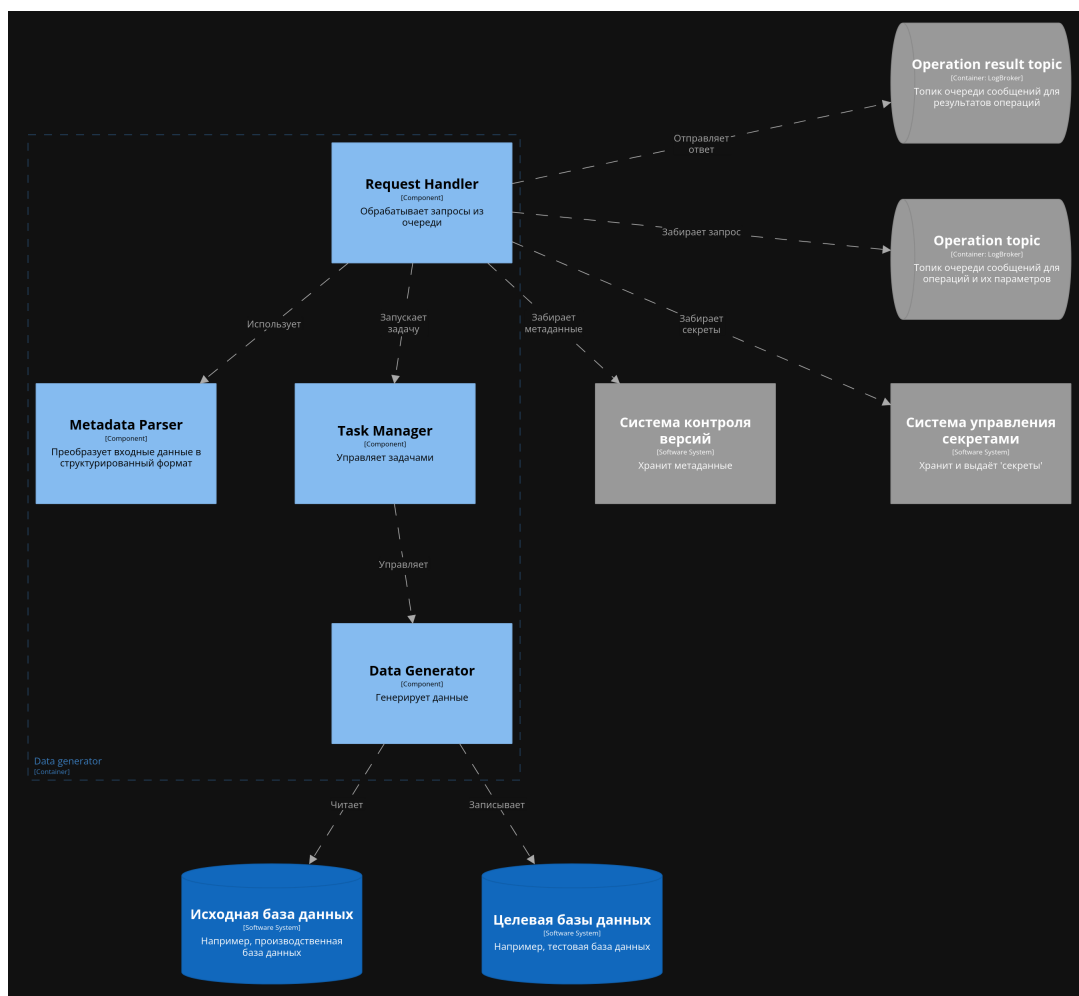 Operation result topic
[Container: LogBroker]
Топик очереди сообщений для
результатов операций
Отправляет
ответ
Request Handler
[Component]
Обрабатывает запросы из
очереди
Забирает запрос
Operation topic
[Container: LogBroker]
Топик очереди сообщений для
операций и их параметров
Использует
Запускает
задачу
Забирает
метаданные
Забирает
секреты
Metadata Parser
[Component]
Преобразует входные данные в
структурированный формат
Task Manager
[Component]
Управляет задачами
Система контроля
версий
[Software System]
Хранит метаданные
Система управления
секретами
[Software System]
Хранит и выдаёт 'секреты'
Управляет
Data Generator
[Component]
Генерирует данные
Data generator
[Container]
Читает
Записывает
Исходная база данных
[Software System]
Например, производственная
база данных
Целевая базы данных
[Software System]
Например, тестовая база данных